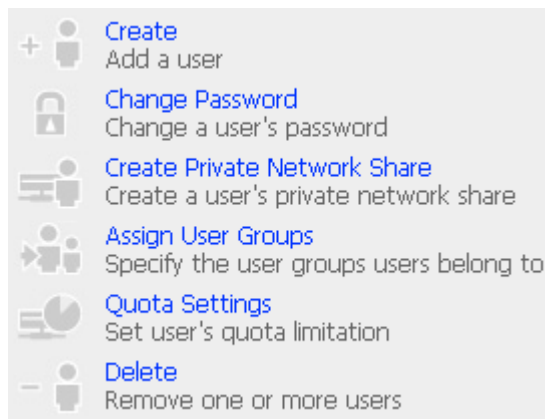 Create
Add a user
Change Password
Change a user's password
Create Private Network Share
Create a user's private network share
Assign User Groups
Specify the user groups users belong to
Quota Settings
Set user's quota limitation
Delete
Remove one or more users